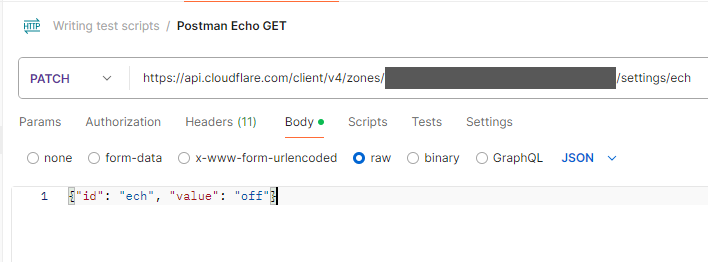 HTTP Writing test scripts / Postman Echo GET
PATCH https://api.cloudflare.com/client/v4/zones/ /settings/ech
Params Authorization Headers (11) Body Scripts Tests Settings
none form-data x-www-form-urlencoded raw binary GraphQL JSON
1 {"id": "ech", "value": "off"}